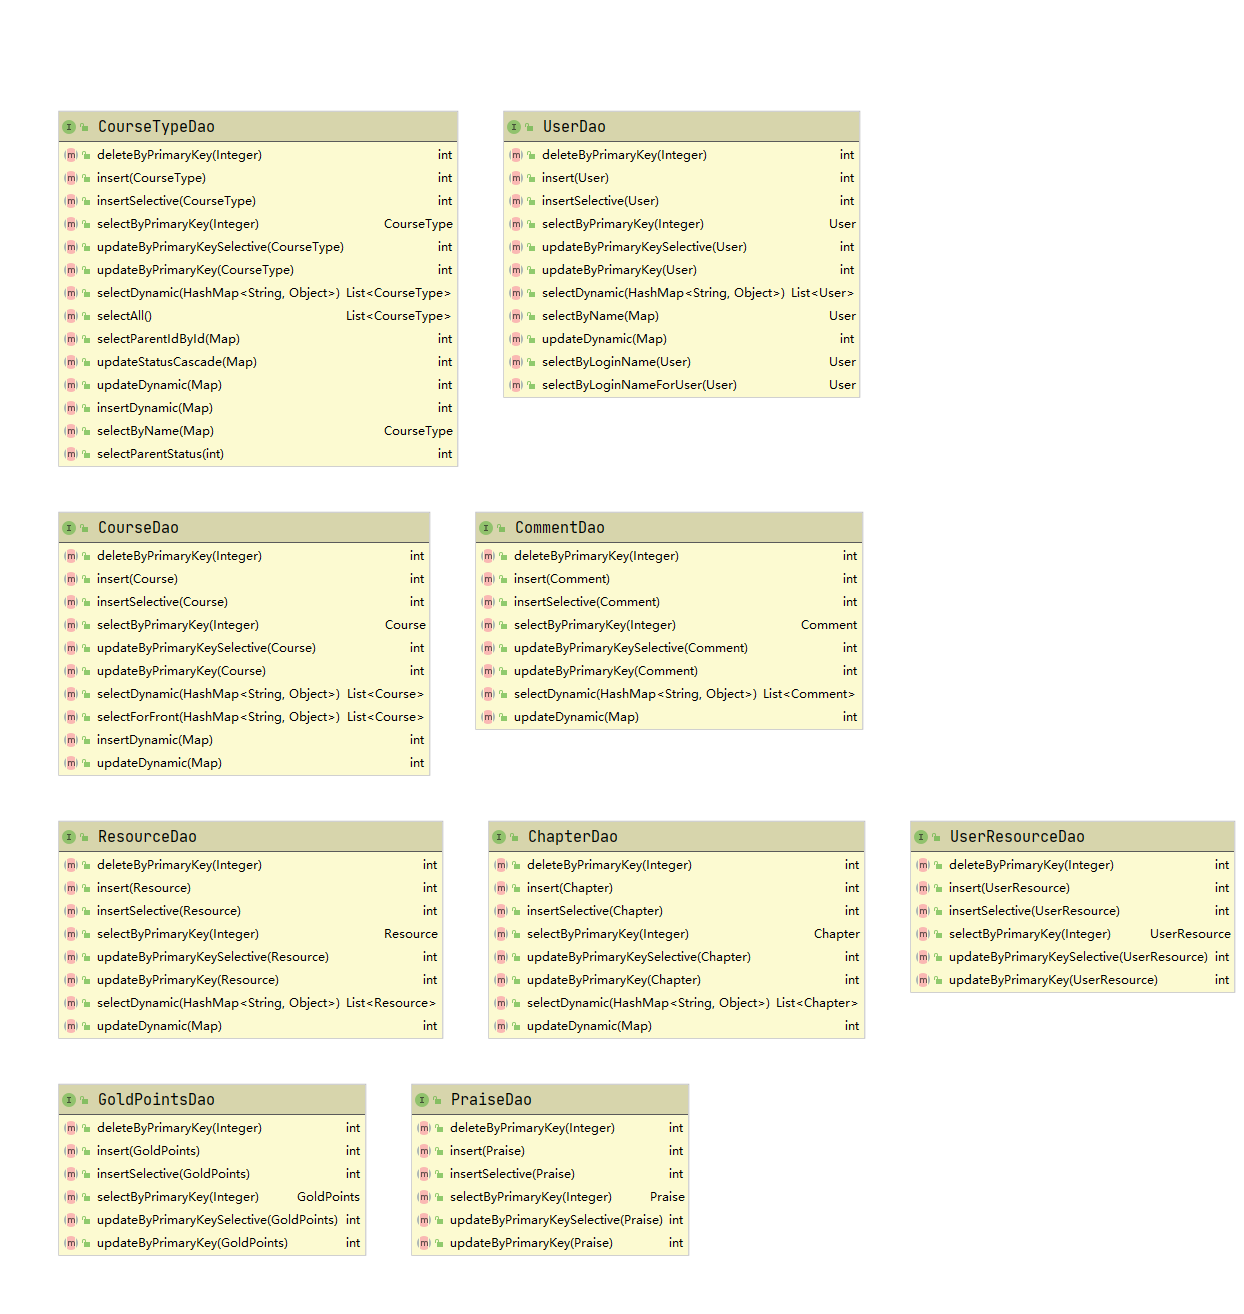 CourseTypeDao
deleteByPrimaryKey(Integer) int
insert(CourseType) int
insertSelective(CourseType) int
selectByPrimaryKey(Integer) CourseType
updateByPrimaryKeySelective(CourseType) int
updateByPrimaryKey(CourseType) int
selectDynamic(HashMap<String, Object>) List<CourseType>
selectAll() List<CourseType>
selectParentIdById(Map) int
updateStatusCascade(Map) int
updateDynamic(Map) int
insertDynamic(Map) int
selectByName(Map) CourseType
selectParentStatus(int) int
UserDao
deleteByPrimaryKey(Integer) int
insert(User) int
insertSelective(User) int
selectByPrimaryKey(Integer) User
updateByPrimaryKeySelective(User) int
updateByPrimaryKey(User) int
selectDynamic(HashMap<String, Object>) List<User>
selectByName(Map) User
updateDynamic(Map) int
selectByLoginName(User) User
selectByLoginNameForUser(User) User
CourseDao
deleteByPrimaryKey(Integer) int
insert(Course) int
insertSelective(Course) int
selectByPrimaryKey(Integer) Course
updateByPrimaryKeySelective(Course) int
updateByPrimaryKey(Course) int
selectDynamic(HashMap<String, Object>) List<Course>
selectForFront(HashMap<String, Object>) List<Course>
insertDynamic(Map) int
updateDynamic(Map) int
CommentDao
deleteByPrimaryKey(Integer) int
insert(Comment) int
insertSelective(Comment) int
selectByPrimaryKey(Integer) Comment
updateByPrimaryKeySelective(Comment) int
updateByPrimaryKey(Comment) int
selectDynamic(HashMap<String, Object>) List<Comment>
updateDynamic(Map) int
ResourceDao
deleteByPrimaryKey(Integer) int
insert(Resource) int
insertSelective(Resource) int
selectByPrimaryKey(Integer) Resource
updateByPrimaryKeySelective(Resource) int
updateByPrimaryKey(Resource) int
selectDynamic(HashMap<String, Object>) List<Resource>
updateDynamic(Map) int
ChapterDao
deleteByPrimaryKey(Integer) int
insert(Chapter) int
insertSelective(Chapter) int
selectByPrimaryKey(Integer) Chapter
updateByPrimaryKeySelective(Chapter) int
updateByPrimaryKey(Chapter) int
selectDynamic(HashMap<String, Object>) List<Chapter>
updateDynamic(Map) int
UserResourceDao
deleteByPrimaryKey(Integer) int
insert(UserResource) int
insertSelective(UserResource) int
selectByPrimaryKey(Integer) UserResource
updateByPrimaryKeySelective(UserResource) int
updateByPrimaryKey(UserResource) int
GoldPointsDao
deleteByPrimaryKey(Integer) int
insert(GoldPoints) int
insertSelective(GoldPoints) int
selectByPrimaryKey(Integer) GoldPoints
updateByPrimaryKeySelective(GoldPoints) int
updateByPrimaryKey(GoldPoints) int
PraiseDao
deleteByPrimaryKey(Integer) int
insert(Praise) int
insertSelective(Praise) int
selectByPrimaryKey(Integer) Praise
updateByPrimaryKeySelective(Praise) int
updateByPrimaryKey(Praise) int